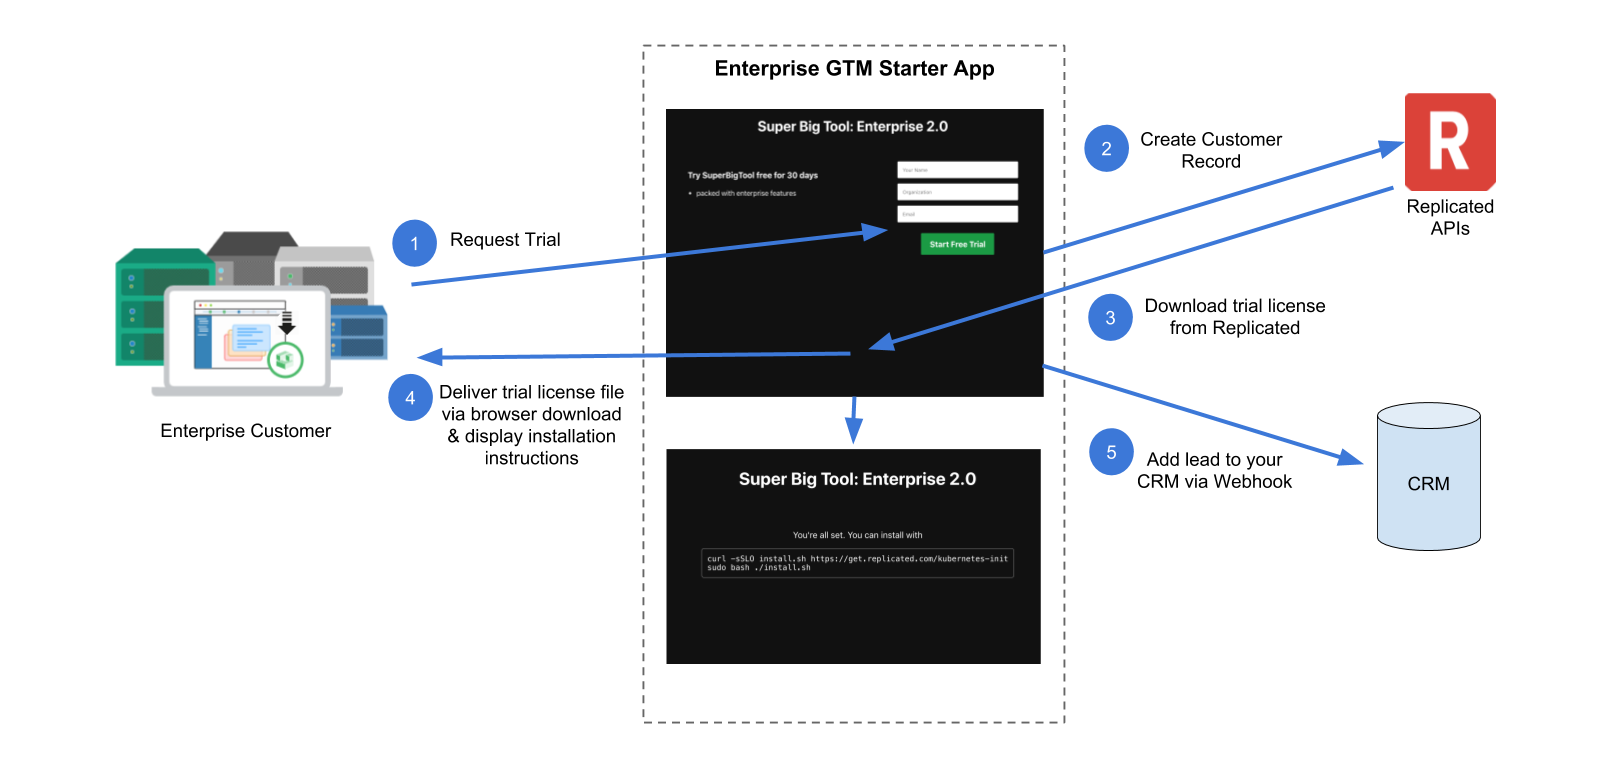 Enterprise GTM Starter App
Super Big Tool: Enterprise 2.0
Try SuperBigTool free for 30 days
• packed with enterprise features
Your Name
Organization
Email
Start Free Trial
1
Request Trial
2
Create Customer
Record
R
Replicated
APIs
3
Download trial license
from Replicated
4
Deliver trial license file
via browser download
& display installation
instructions
Enterprise Customer
5
Add lead to your
CRM via Webhook
CRM
Super Big Tool: Enterprise 2.0
You're all set. You can install with
curl -sSLO install.sh https://get.replicated.com/kubernetes-init
sudo bash ./install.sh